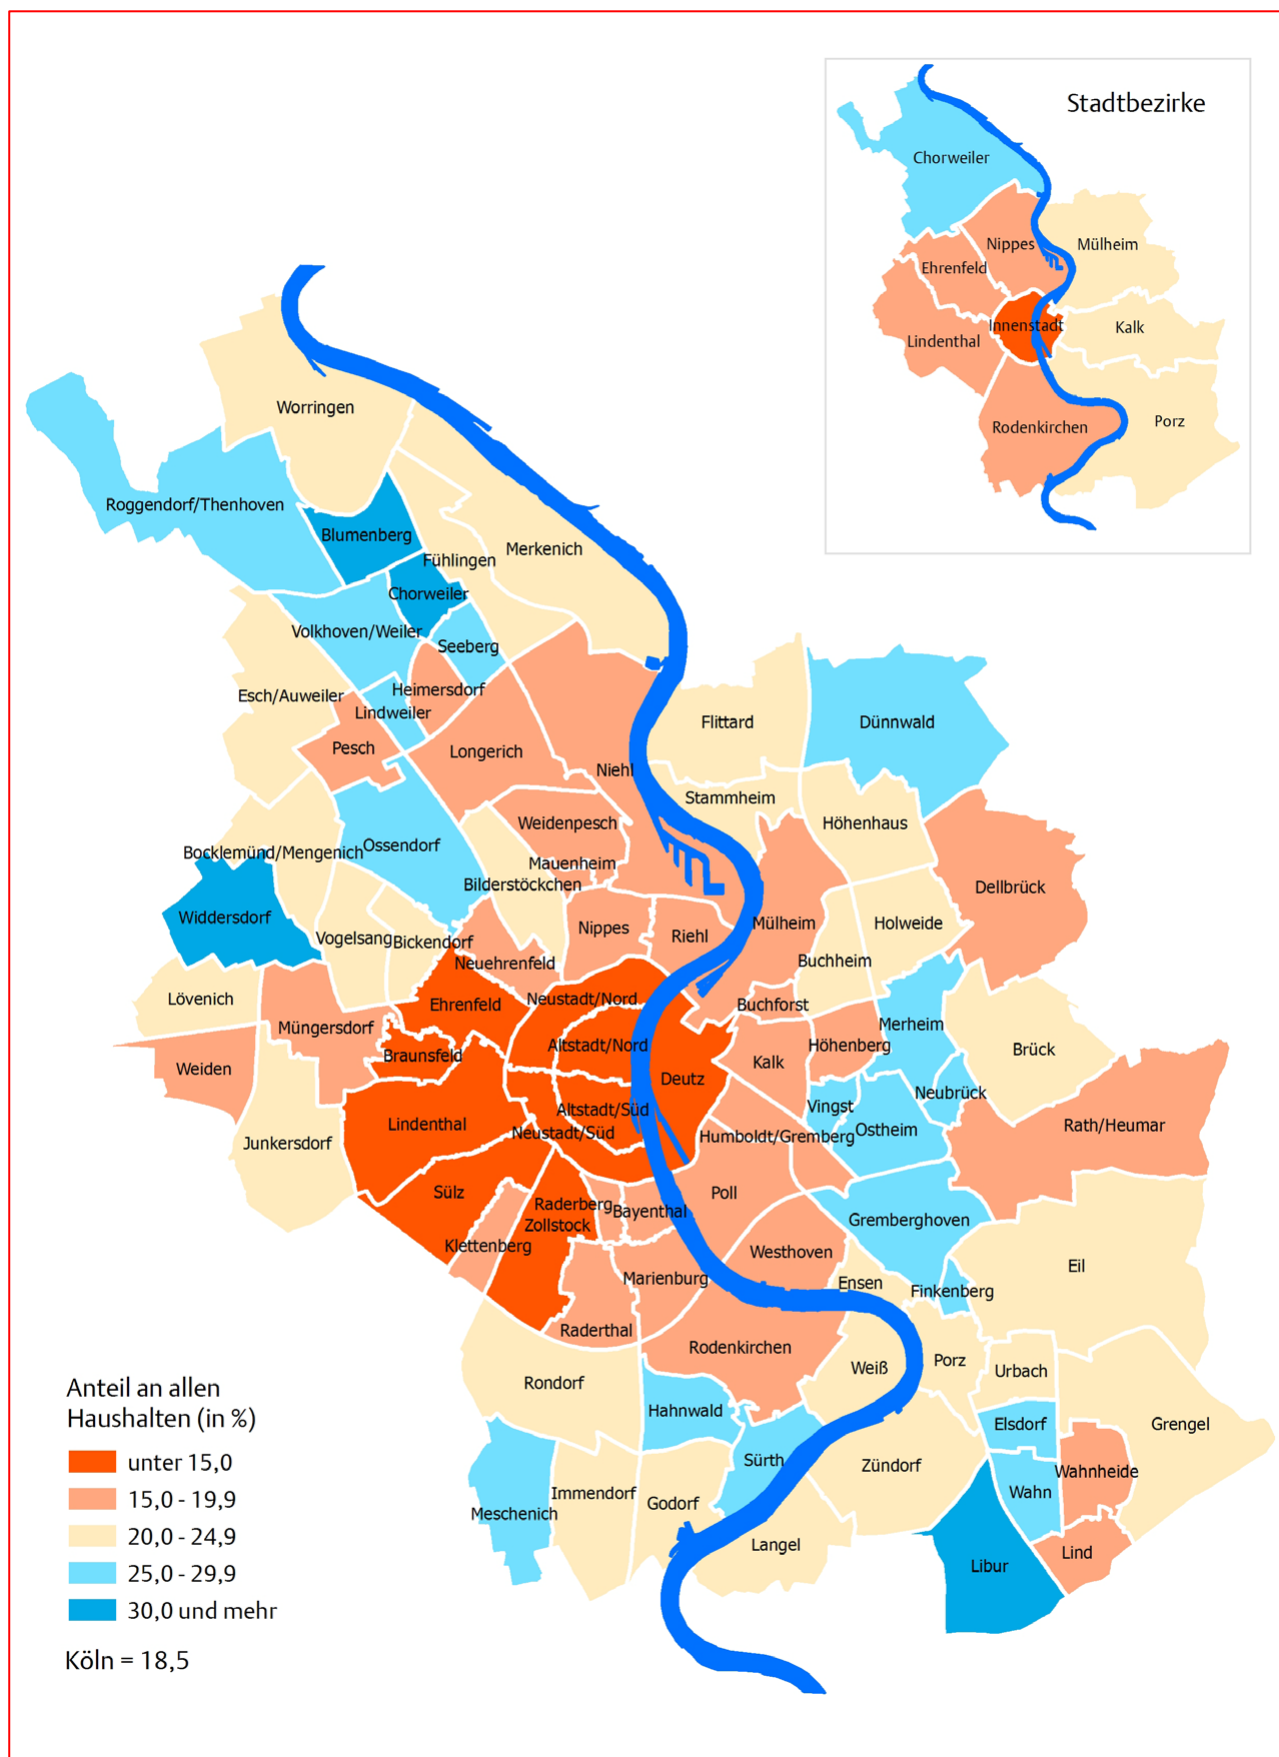 Stadtbezirke
Chorweiler
Nippes
Mülheim
Ehrenfeld
Innenstadt
Kalk
Lindenthal
Rodenkirchen
Porz
Worringen
Roggendorf/Thenhoven
Blumenberg
Merkenich
Fühlingen
Chorweiler
Volkhoven/Weiler
Seeberg
Heimersdorf
Esch/Auweiler
Lindweiler
Flittard
Dünnwald
Pesch
Longerich
Niehl
Stammheim
Weidenpesch
Höhenhaus
Bocklemünd/Mengenich
Ossendorf
Mauenheim
Bilderstöckchen
Dellbrück
Widdersdorf
Nippes
Mülheim
Holweide
Vogelsang
Bickendorf
Riehl
Neuehrenfeld
Buchheim
Lövenich
Ehrenfeld
Neustadt/Nord
Buchforst
Müngersdorf
Merheim
Altstadt/Nord
Höhenberg
Brück
Braunsfeld
Kalk
Weiden
Deutz
Neubrück
Altstadt/Süd
Vingst
Lindenthal
Neustadt/Süd
Humboldt/Gremberg
Ostheim
Rath/Heumar
Junkersdorf
Sülz
Poll
Raderberg
Bayenthal
Zollstock
Gremberghoven
Klettenberg
Westhoven
Marienburg
Ensen
Finkenberg
Eil
Raderthal
Rodenkirchen
Weiß
Porz
Urbach
Rondorf
Hahnwald
Elsdorf
Grengel
Sürth
Zündorf
Wahnheide
Immendorf
Godorf
Wahn
Meschenich
Langel
Lind
Libur
Anteil an allen
Haushalten (in %)
unter 15,0
15,0 - 19,9
20,0 - 24,9
25,0 - 29,9
30,0 und mehr
Köln = 18,5